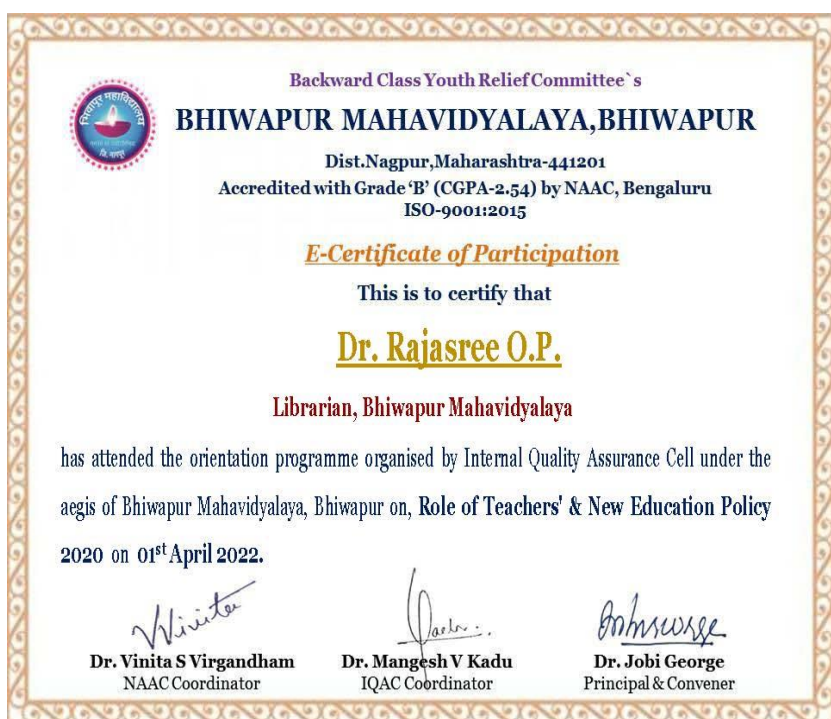 Backward Class Youth Relief Committee`s
BHIWAPUR MAHAVIDYALAYA,BHIWAPUR
भिवापूर महाविद्यालय
जि. नागपूर
Dist.Nagpur,Maharashtra-441201
Accredited with Grade ‘B’ (CGPA-2.54) by NAAC, Bengaluru
ISO-9001:2015
E-Certificate of Participation
This is to certify that
Dr. Rajasree O.P.
Librarian, Bhiwapur Mahavidyalaya
has attended the orientation programme organised by Internal Quality Assurance Cell under the
aegis of Bhiwapur Mahavidyalaya, Bhiwapur on, Role of Teachers' & New Education Policy
2020 on 01st April 2022.
Dr. Vinita S Virgandham Dr. Mangesh V Kadu Dr. Jobi George
NAAC Coordinator IQAC Coordinator Principal & Convener